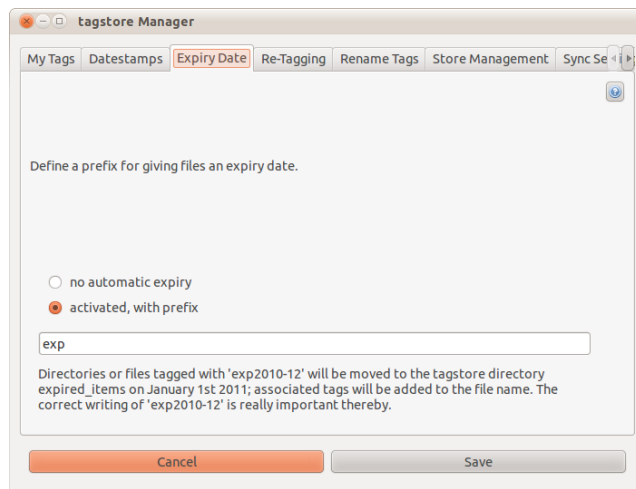 tagstore Manager
My Tags Datestamps Expiry Date Re-Tagging Rename Tags Store Management Sync Se
Define a prefix for giving files an expiry date.
no automatic expiry
activated, with prefix
exp
Directories or files tagged with 'exp2010-12' will be moved to the tagstore directory
expired_items on January 1st 2011; associated tags will be added to the file name. The
correct writing of 'exp2010-12' is really important thereby.
Cancel Save